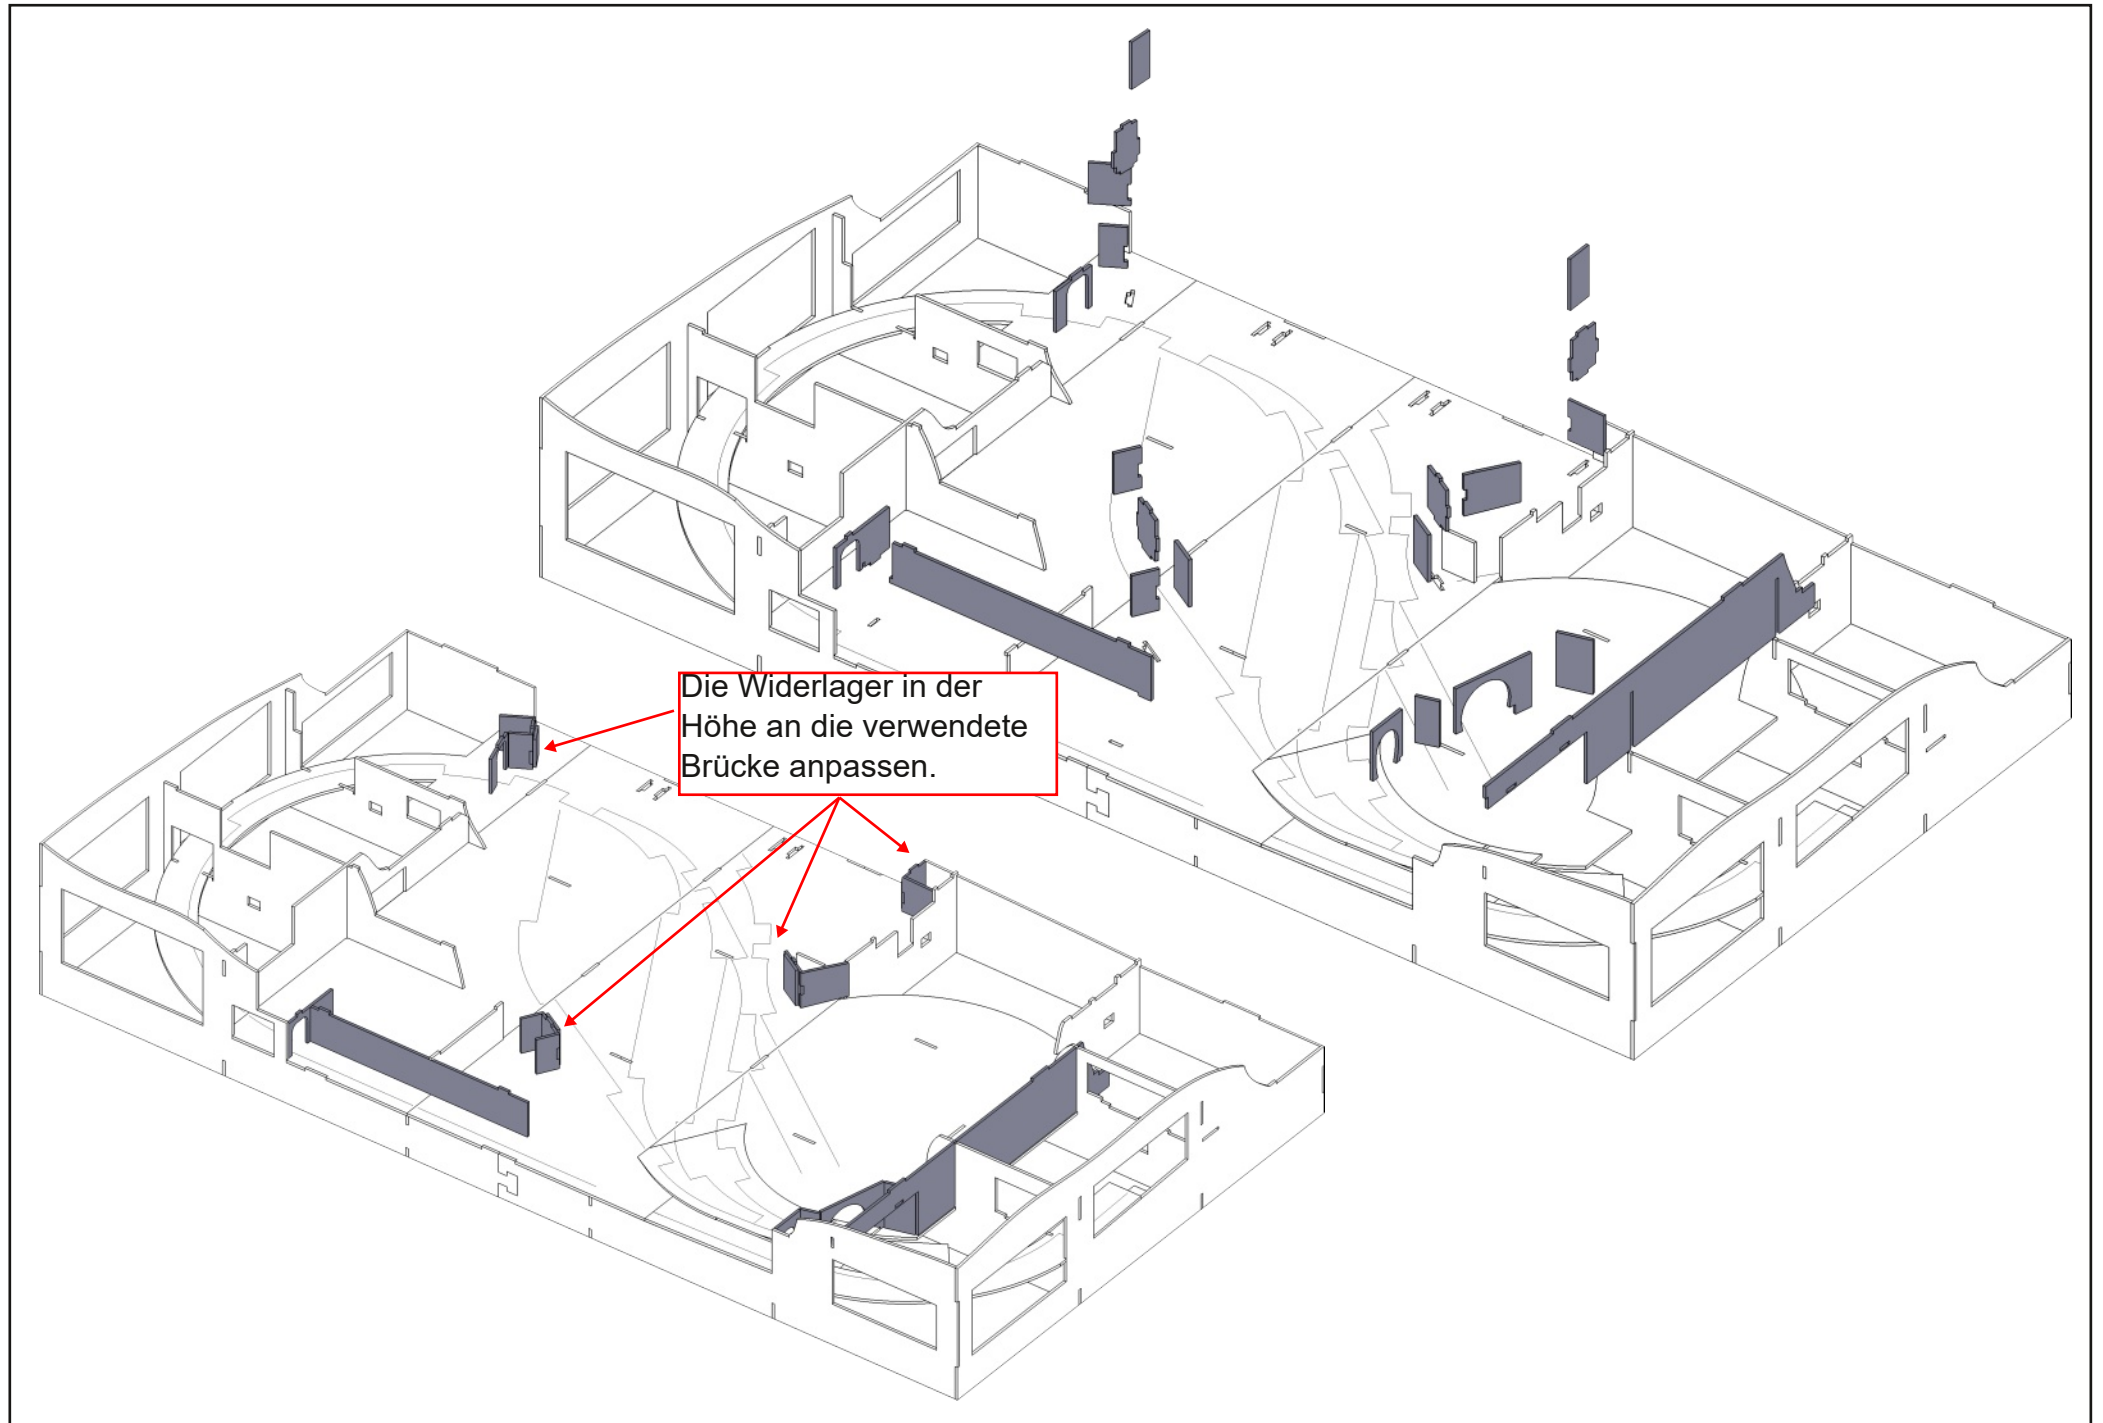 Die Widerlager in der
Höhe an die verwendete
Brücke anpassen.